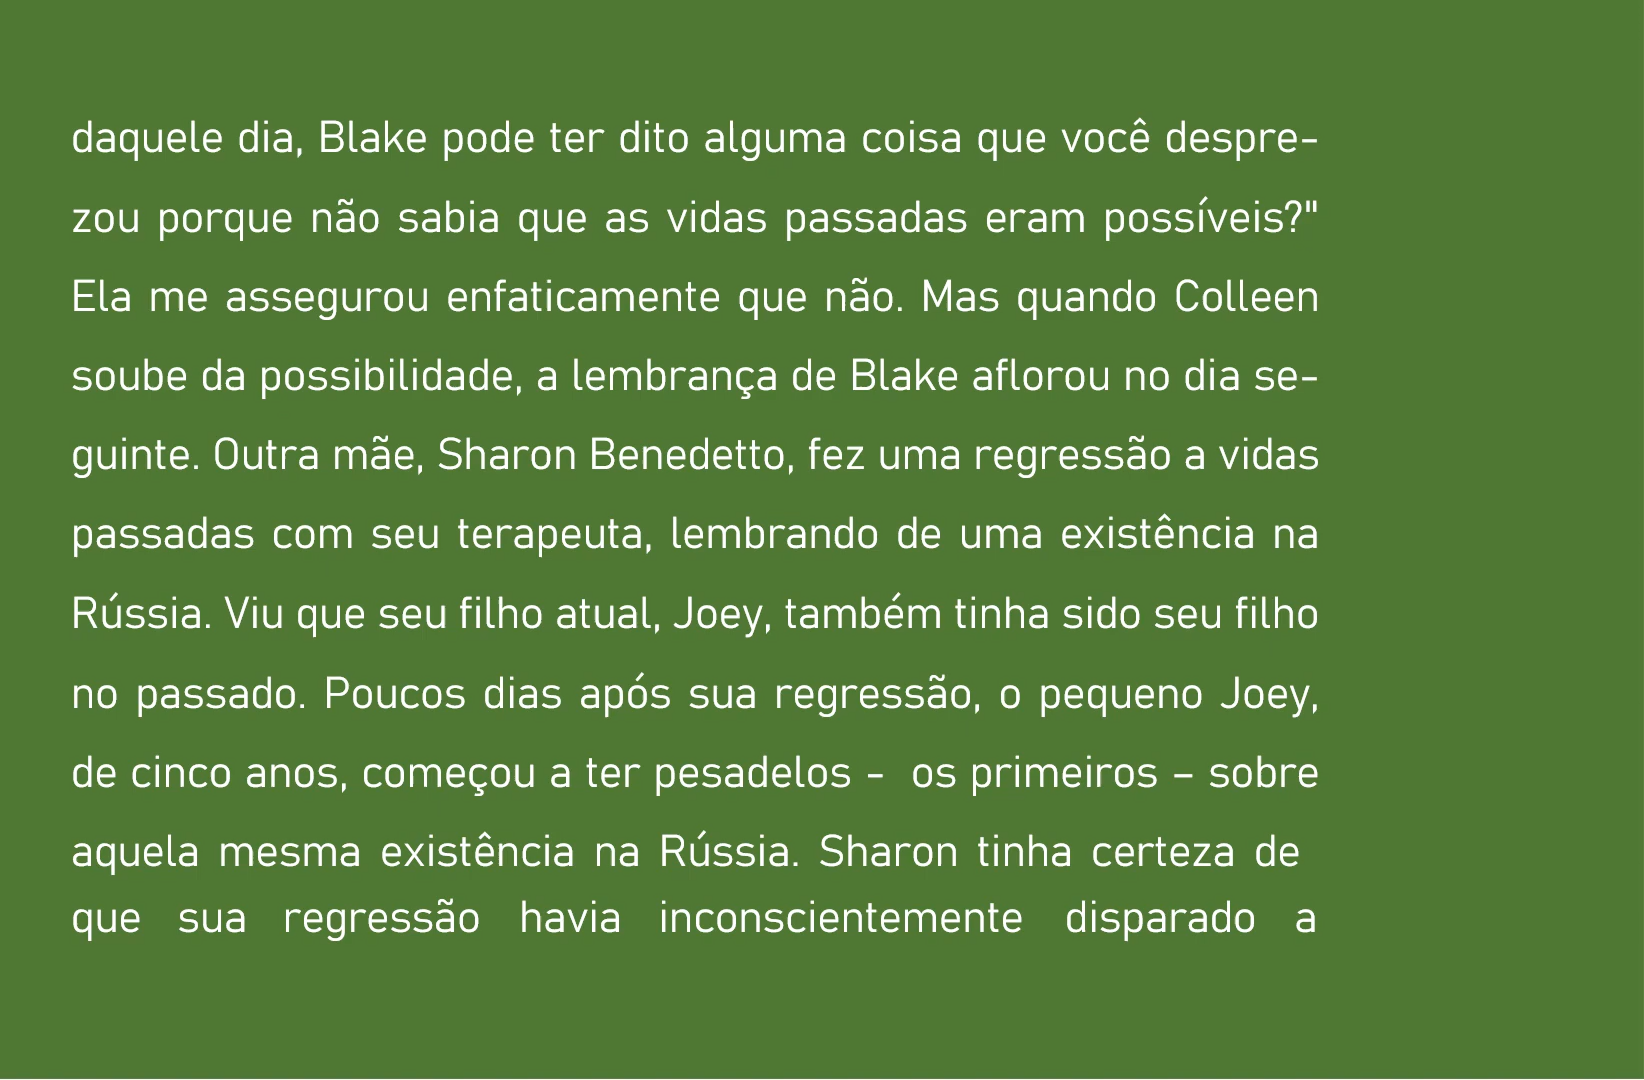 daquele dia, Blake pode ter dito alguma coisa que você despre-
zou porque não sabia que as vidas passadas eram possíveis?"
Ela me assegurou enfaticamente que não. Mas quando Colleen
soube da possibilidade, a lembrança de Blake aflorou no dia se-
guinte. Outra mãe, Sharon Benedetto, fez uma regressão a vidas
passadas com seu terapeuta, lembrando de uma existência na
Rússia. Viu que seu filho atual, Joey, também tinha sido seu filho
no passado. Poucos dias após sua regressão, o pequeno Joey,
de cinco anos, começou a ter pesadelos -  os primeiros – sobre
aquela mesma existência na Rússia. Sharon tinha certeza de
que sua regressão havia inconscientemente disparado a